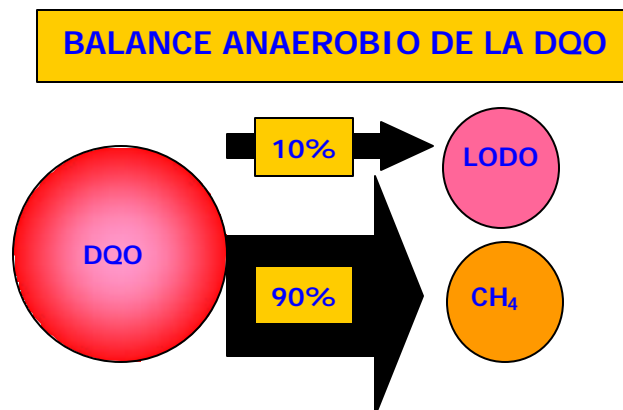 BALANCE ANAEROBIO DE LA DQO
10%
LODO
DQO
90%
CH₄